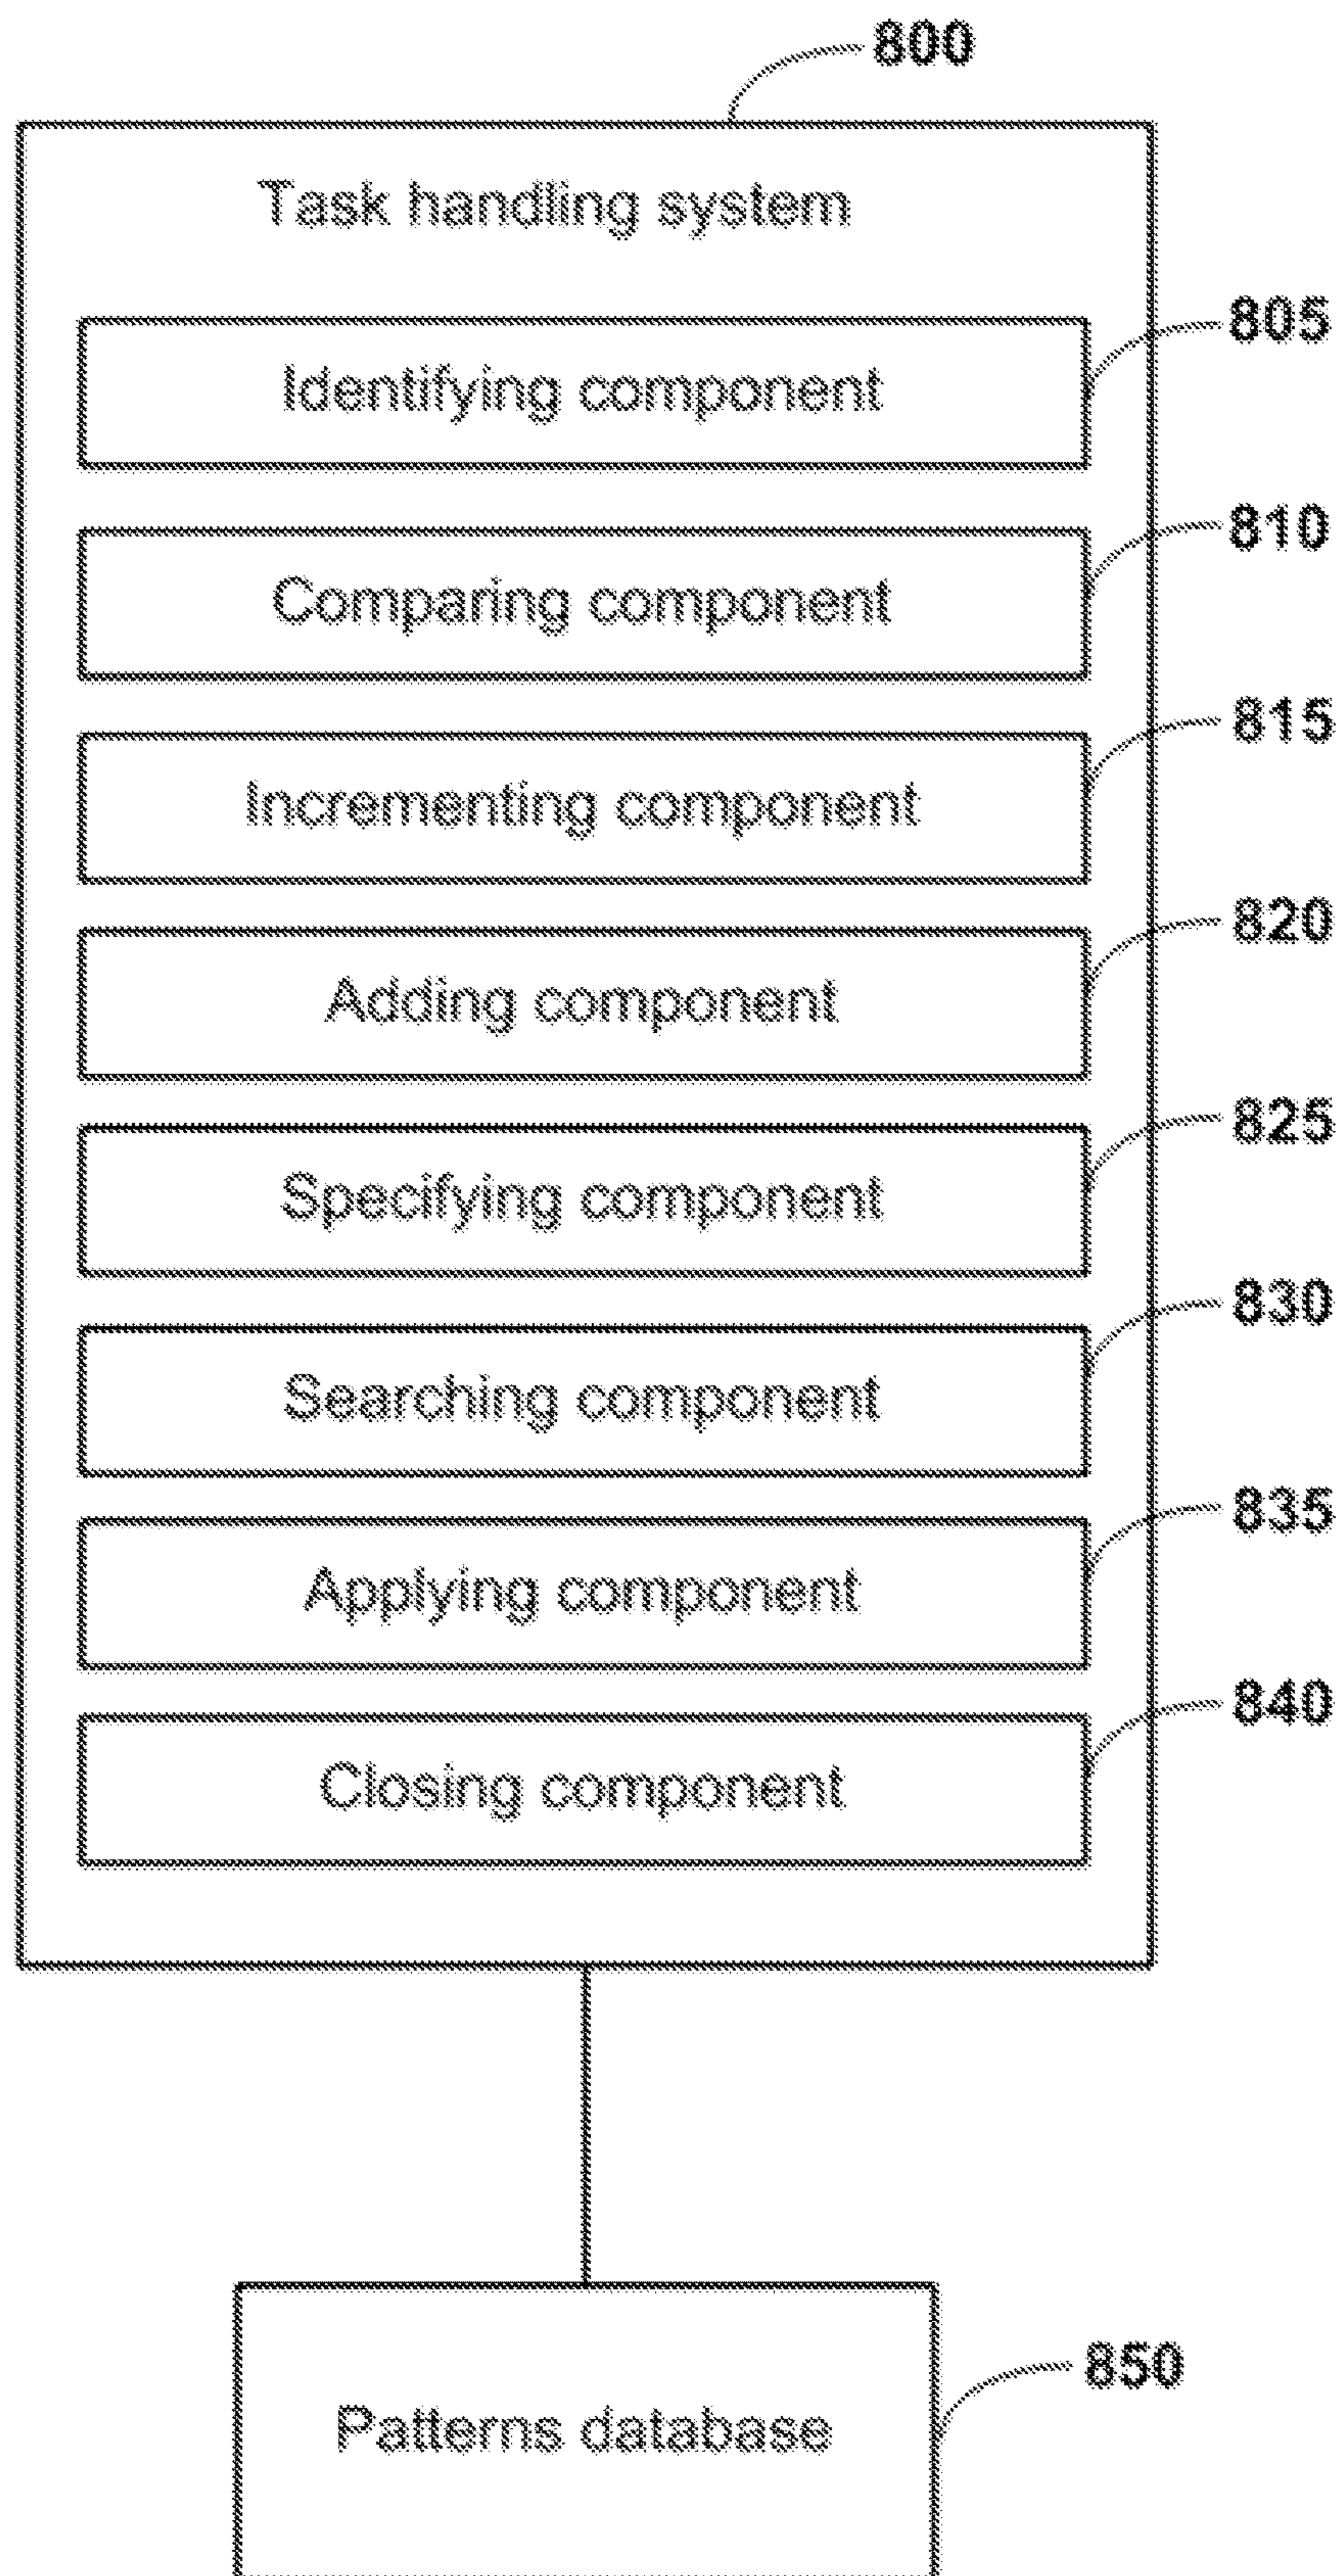 800
Task handling system
805
Identifying component
810
Comparing component
815
Incrementing component
820
Adding component
825
Specifying component
830
Searching component
835
Applying component
840
Closing component
850
Patterns database